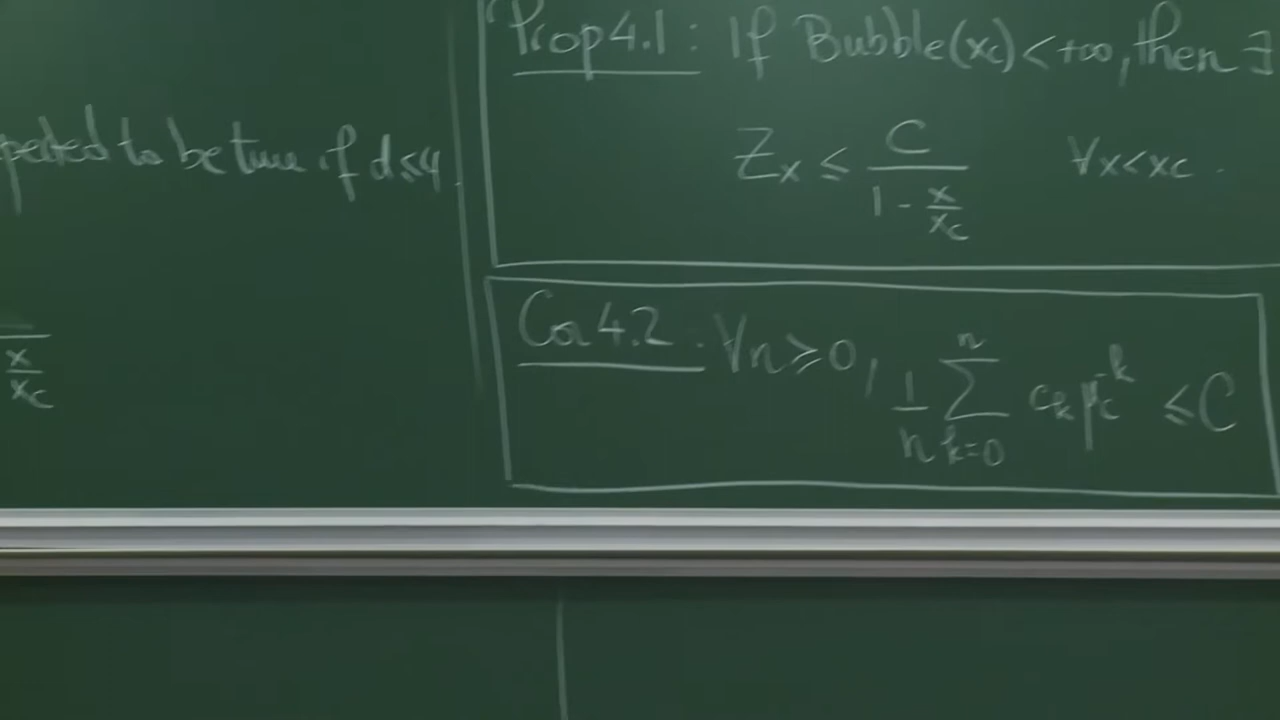 to be true if d≤4.
x/xc
Prop 4.1 : If Bubble(xc) < +∞, then ∃
Zx ≤ C/(1 - x/xc) ∀x<xc .
Cor 4.2 : ∀n ≥ 0, 1/n ∑_{k=0}^{n} ck μc^{-k} ≤ C